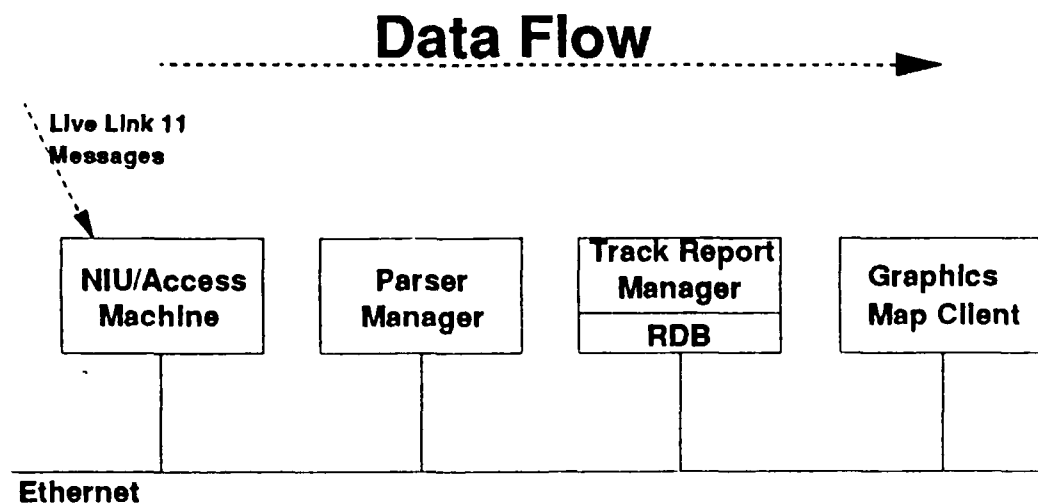 Data Flow
Live Link 11
Messages
NIU/Access
Machine
Parser
Manager
Track Report
Manager
RDB
Graphics
Map Client
Ethernet